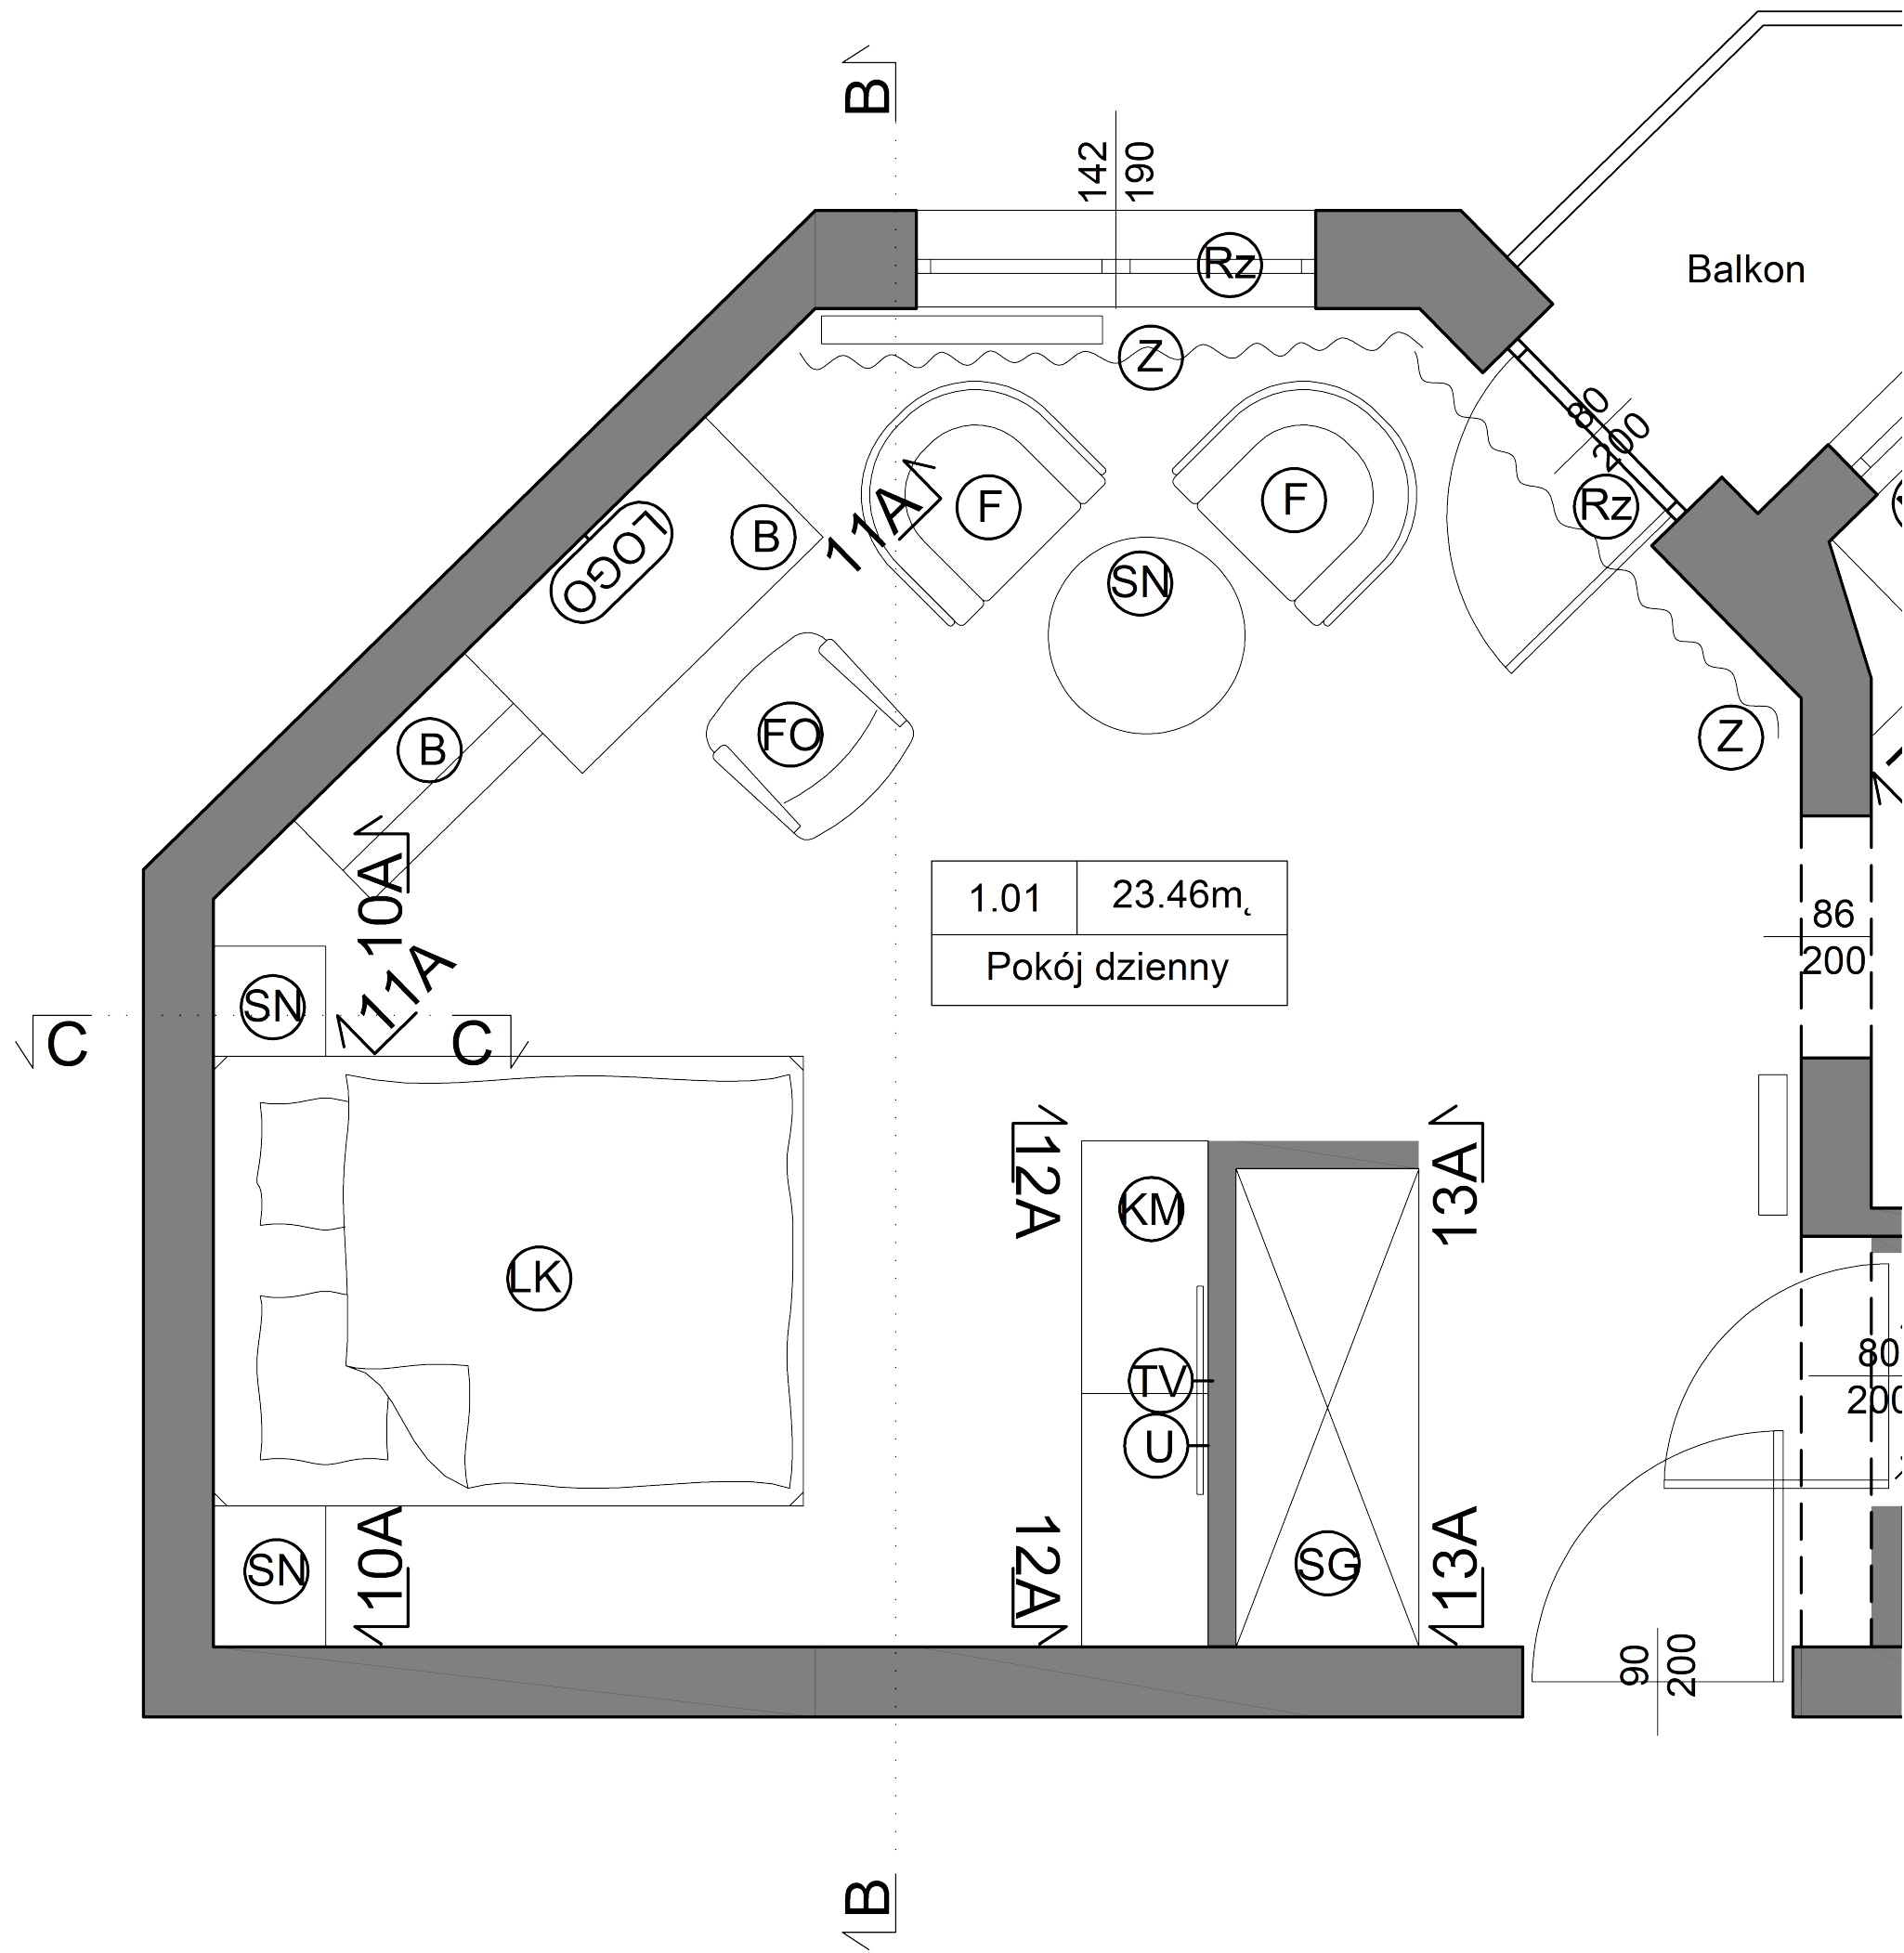 B
142
190
Rz
Balkon
Z
80
200
F
F
11A
B
LOGO
SN
Rz
FO
Z
B
10A
1.01
23.46m
Pokój dzienny
86
200
SN
11A
C
C
12A
13A
KM
LK
80
200
TV
U
10A
12A
13A
SG
SN
90
200
B